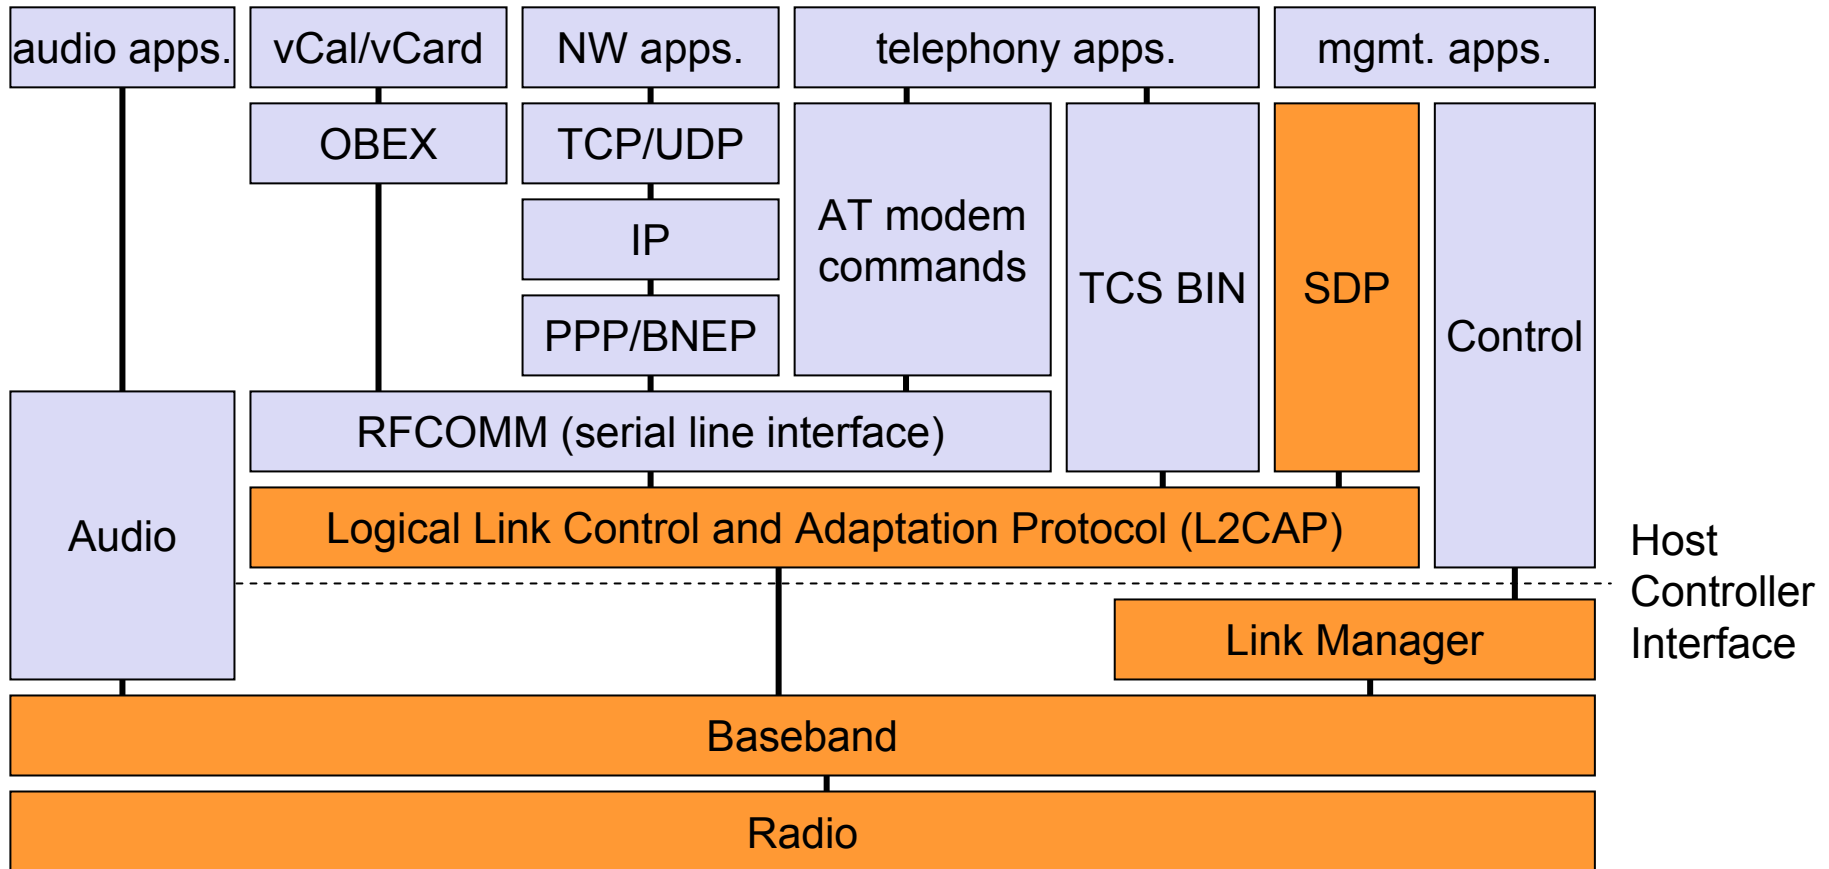 audio apps.
vCal/vCard
NW apps.
telephony apps.
mgmt. apps.
OBEX
TCP/UDP
AT modem
commands
TCS BIN
SDP
Control
IP
PPP/BNEP
RFCOMM (serial line interface)
Audio
Logical Link Control and Adaptation Protocol (L2CAP)
Host
Controller
Interface
Link Manager
Baseband
Radio